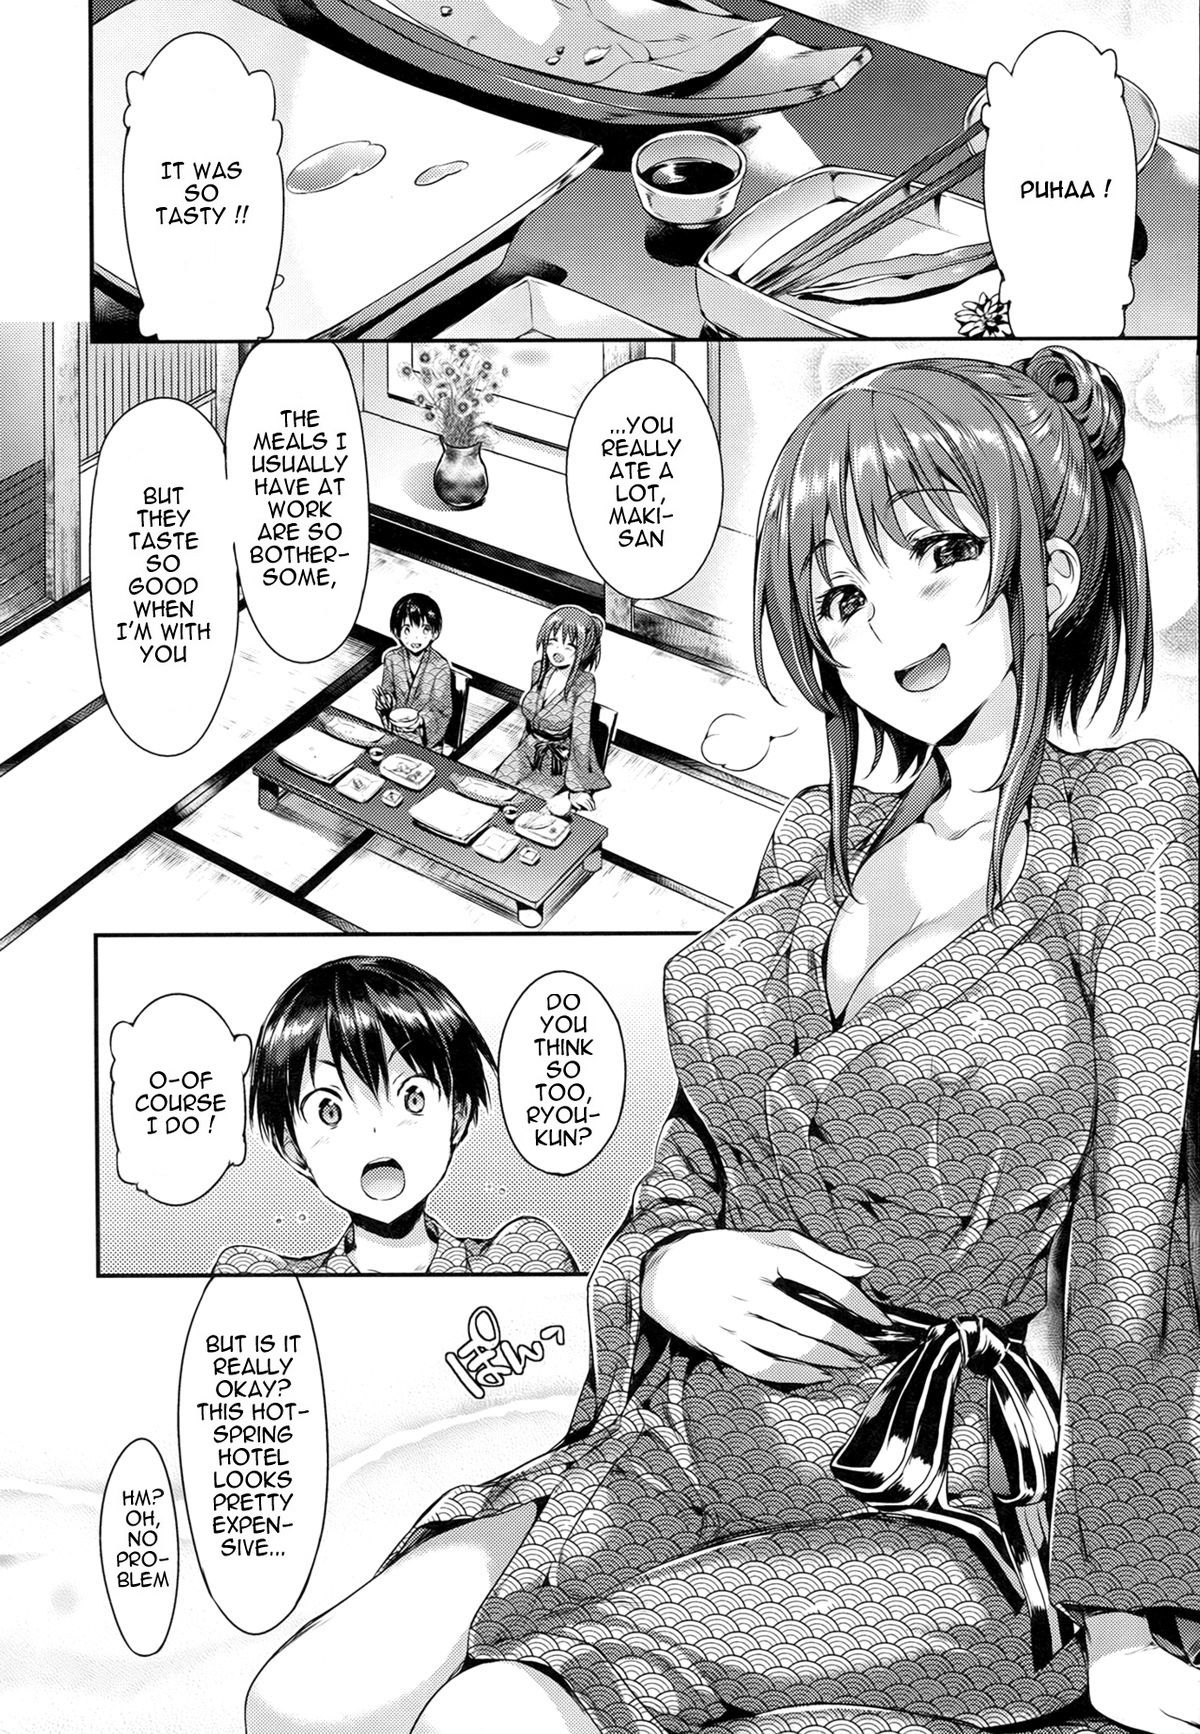 PUHAA !
IT WAS
SO
TASTY !!
...YOU
REALLY
ATE A
LOT,
MAKI-
SAN
THE
MEALS I
USUALLY
HAVE AT
WORK
ARE SO
BOTHER-
SOME,
BUT
THEY
TASTE
SO
GOOD
WHEN
I'M WITH
YOU
DO
YOU
THINK
SO
TOO,
RYOU-
KUN?
O-OF
COURSE
I DO !
BUT IS IT
REALLY
OKAY?
THIS HOT-
SPRING
HOTEL
LOOKS
PRETTY
EXPEN-
SIVE...
HM?
OH,
NO
PRO-
BLEM